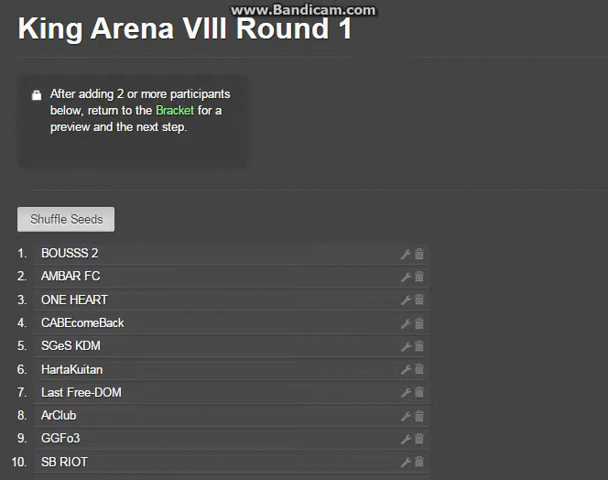 www.Bandicam.com
King Arena VIII Round 1
After adding 2 or more participants
below, return to the Bracket for a
preview and the next step.
Shuffle Seeds
1. BOUSSS 2
2. AMBAR FC
3. ONE HEART
4. CABEcomeBack
5. SGeS KDM
6. HartaKuitan
7. Last Free-DOM
8. ArClub
9. GGFo3
10. SB RIOT